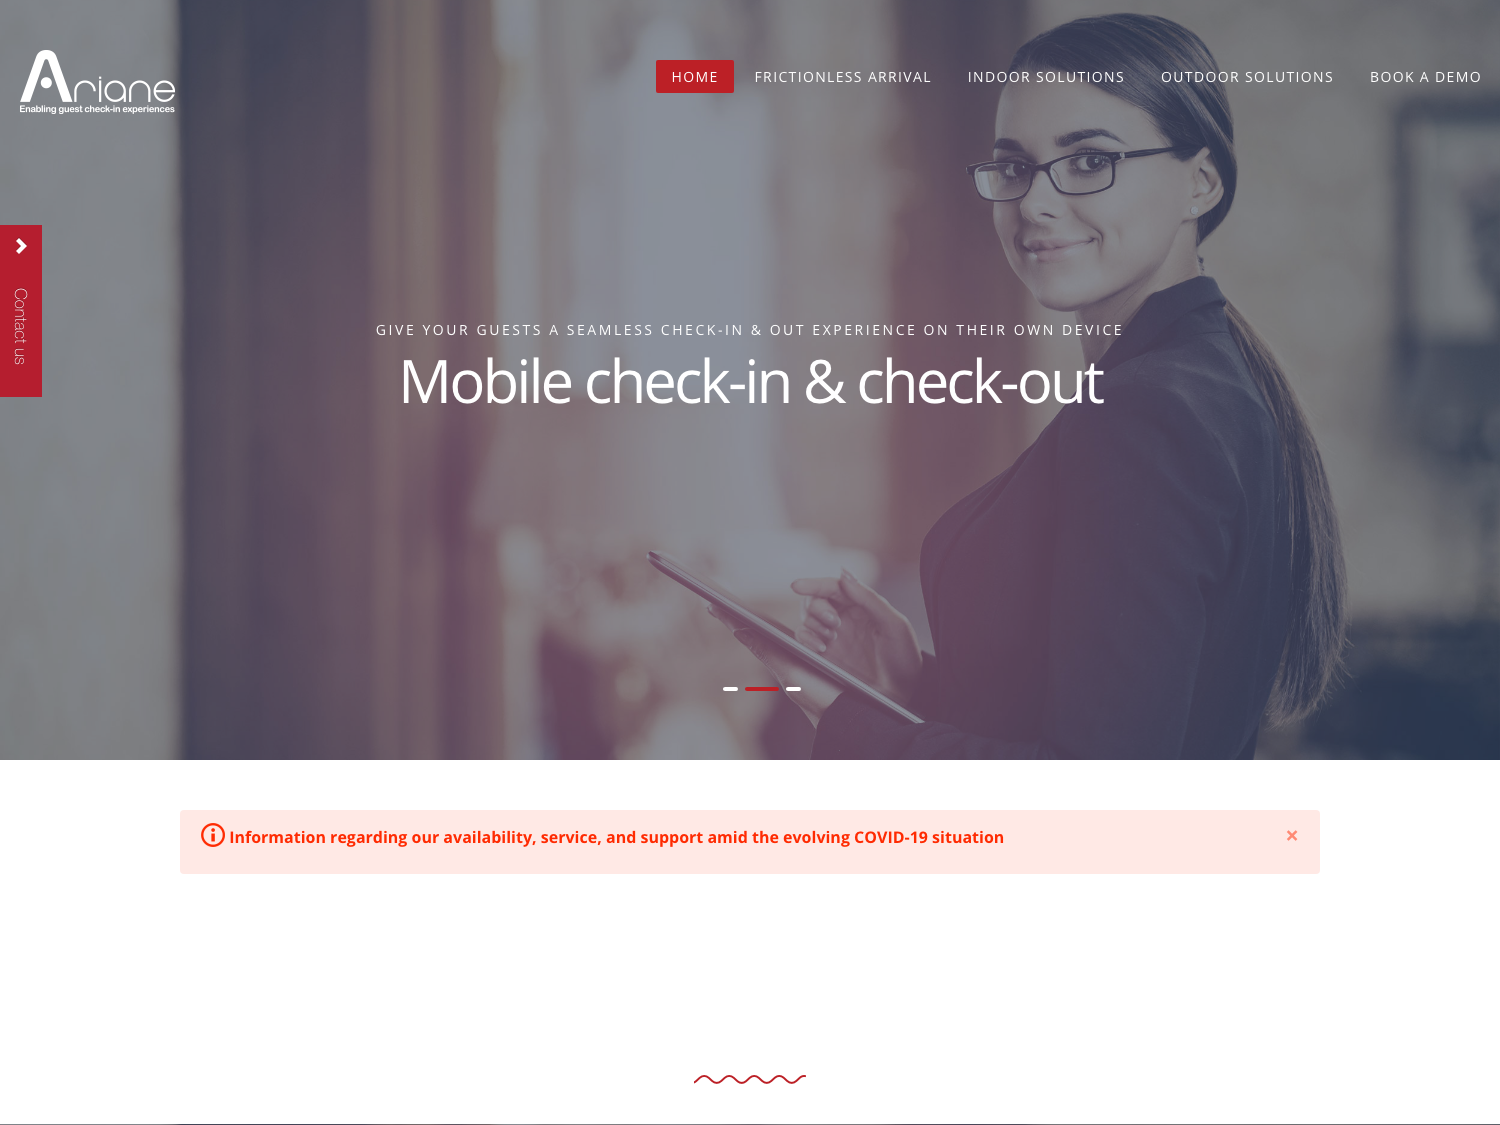 Ariane
Enabling guest check-in experiences
HOME
FRICTIONLESS ARRIVAL
INDOOR SOLUTIONS
OUTDOOR SOLUTIONS
BOOK A DEMO
Contact us
GIVE YOUR GUESTS A SEAMLESS CHECK-IN & OUT EXPERIENCE ON THEIR OWN DEVICE
Mobile check-in & check-out
Information regarding our availability, service, and support amid the evolving COVID-19 situation
×